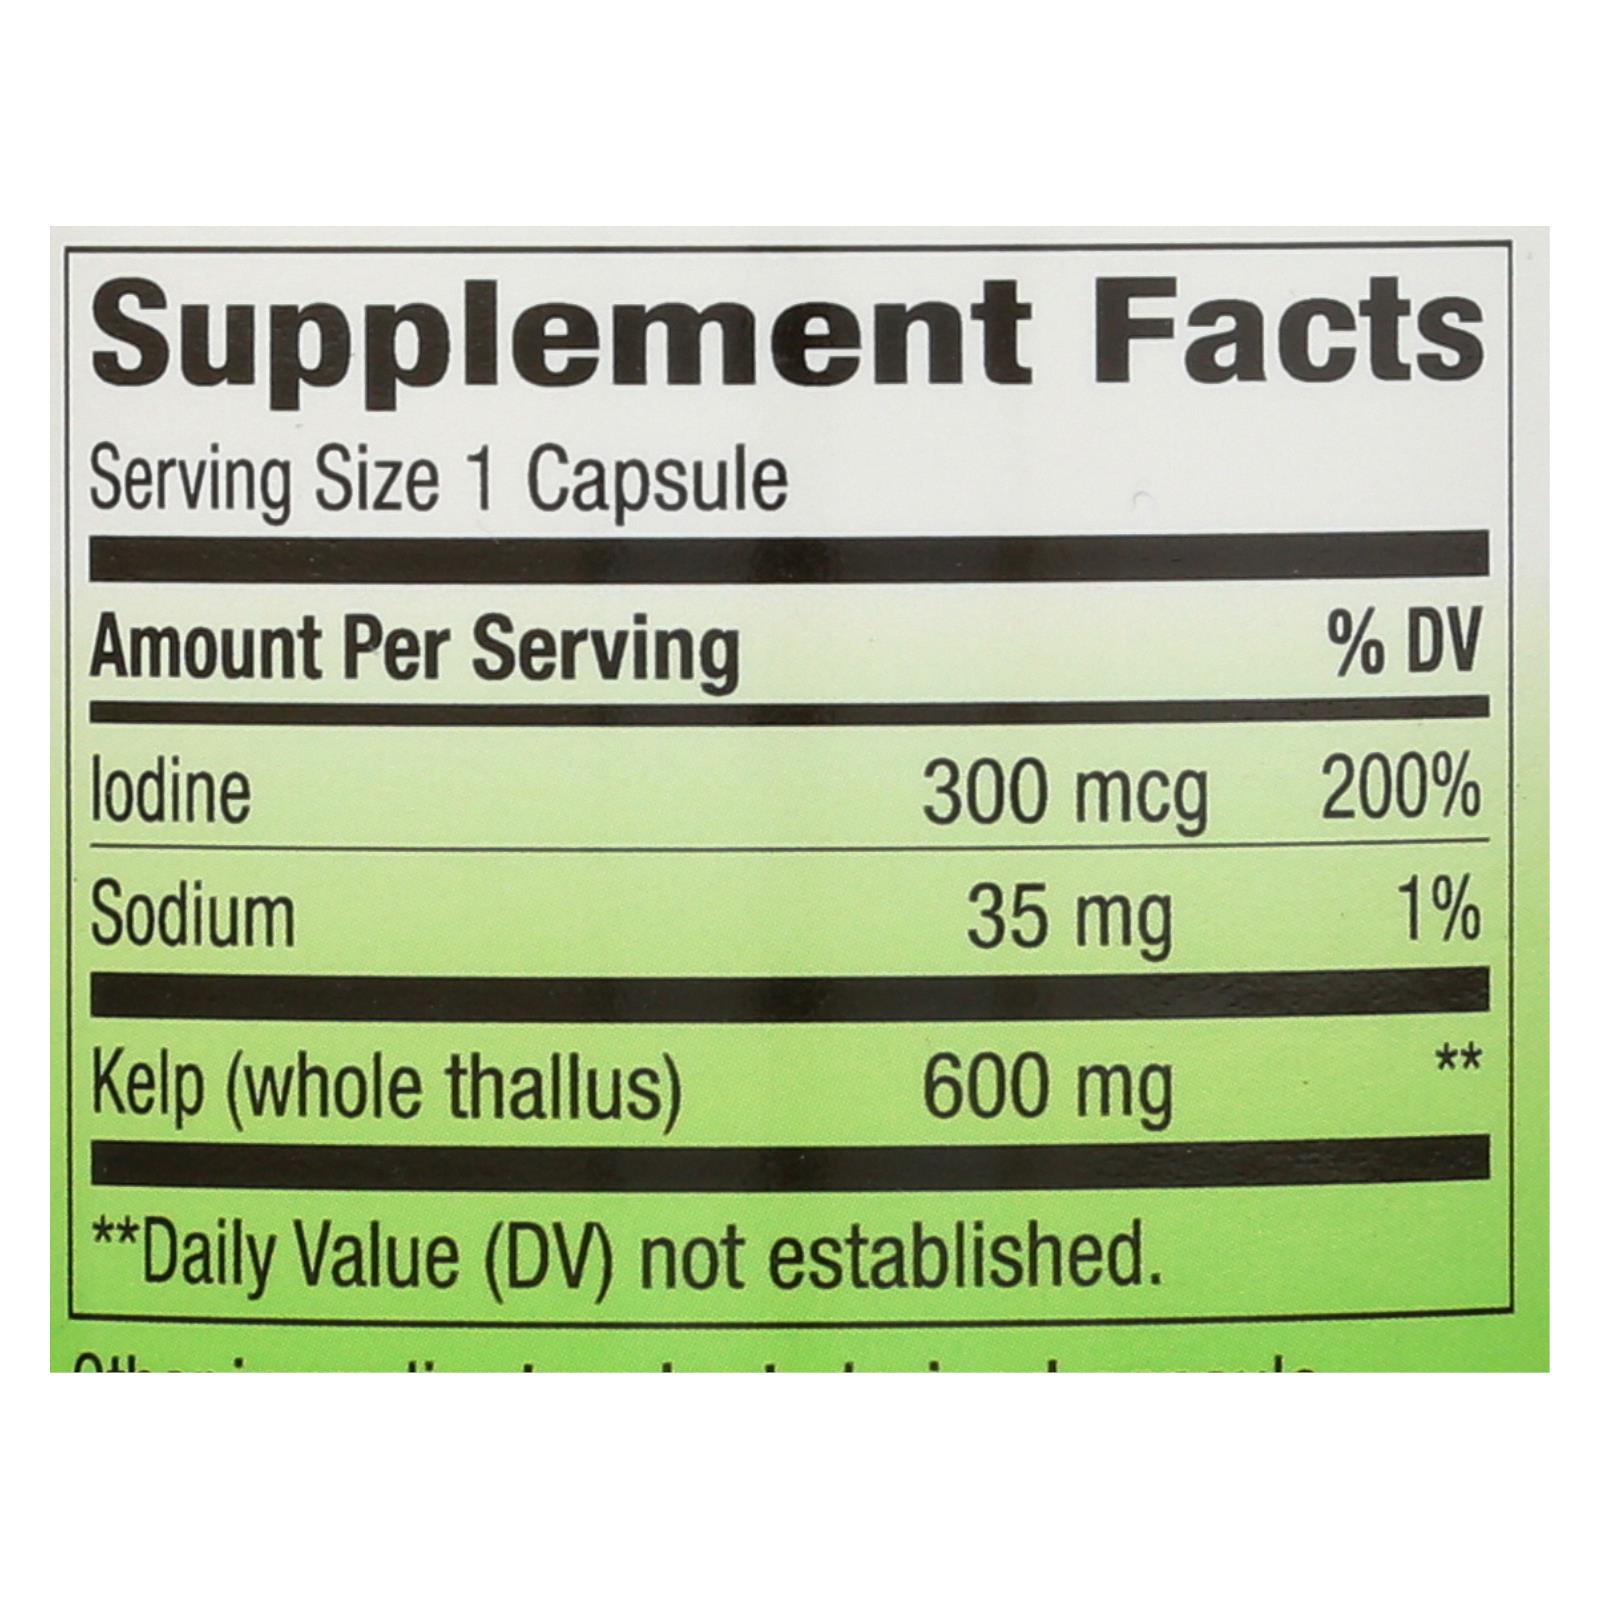 Supplement Facts
Serving Size 1 Capsule
Amount Per Serving % DV
Iodine 300 mcg 200%
Sodium 35 mg 1%
Kelp (whole thallus) 600 mg **
**Daily Value (DV) not established.